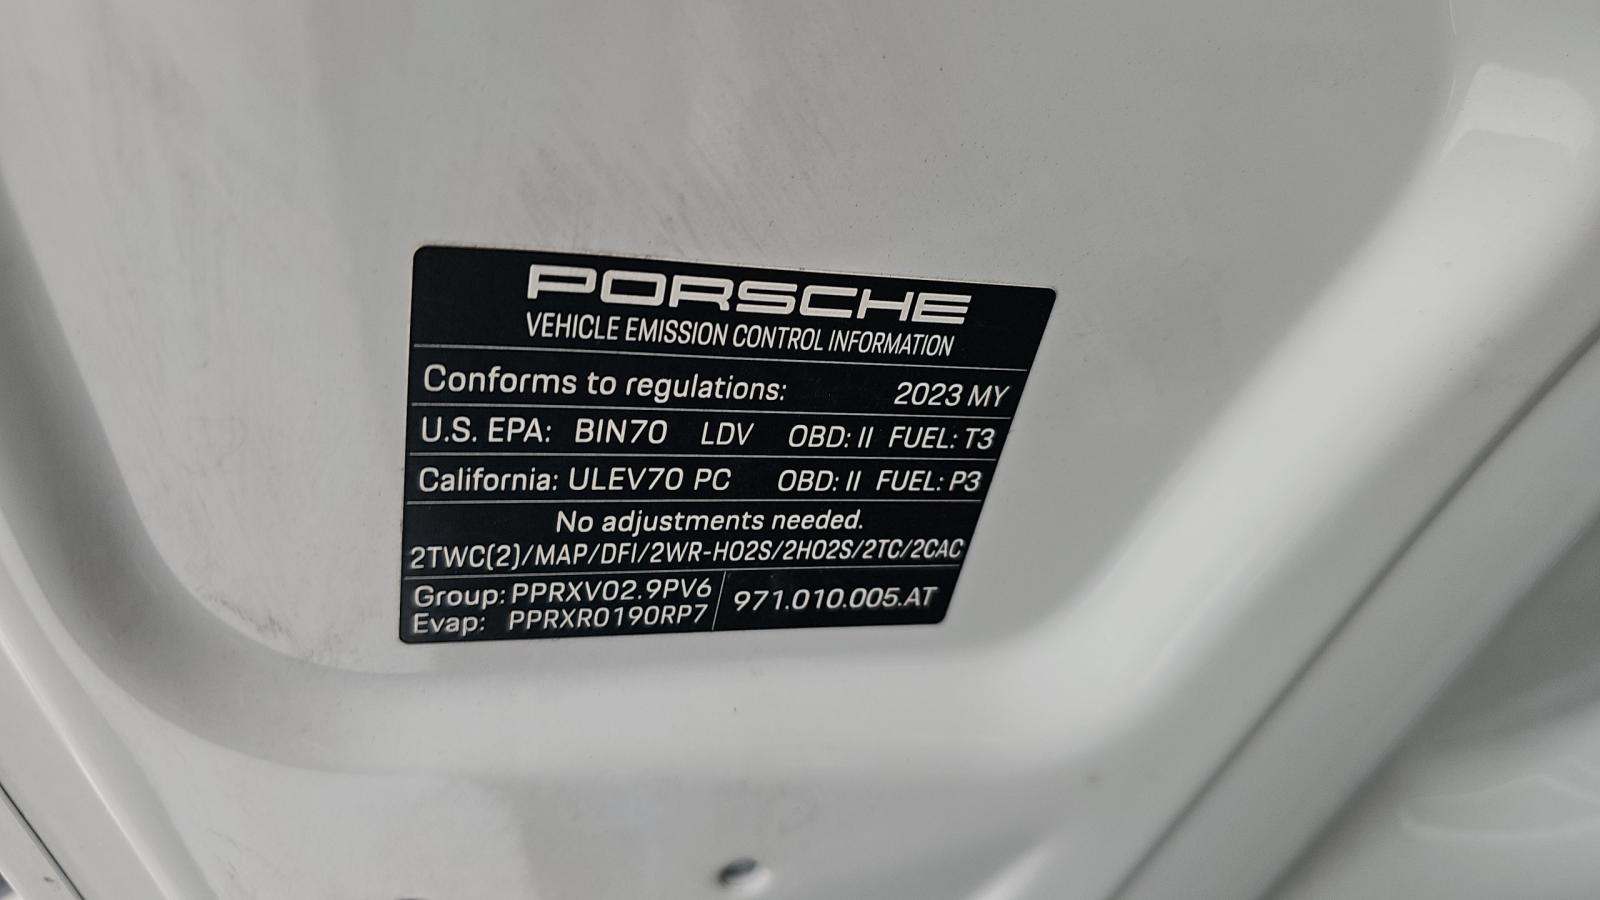 PORSCHE
VEHICLE EMISSION CONTROL INFORMATION
Conforms to regulations: 2023 MY
U.S. EPA: BIN70 LDV OBD: II FUEL: T3
California: ULEV70 PC OBD: II FUEL: P3
No adjustments needed.
2TWC(2)/MAP/DFI/2WR-HO2S/2HO2S/2TC/2CAC
Group: PPRXV02.9PV6
Evap: PPRXR0190RP7
971.010.005.AT